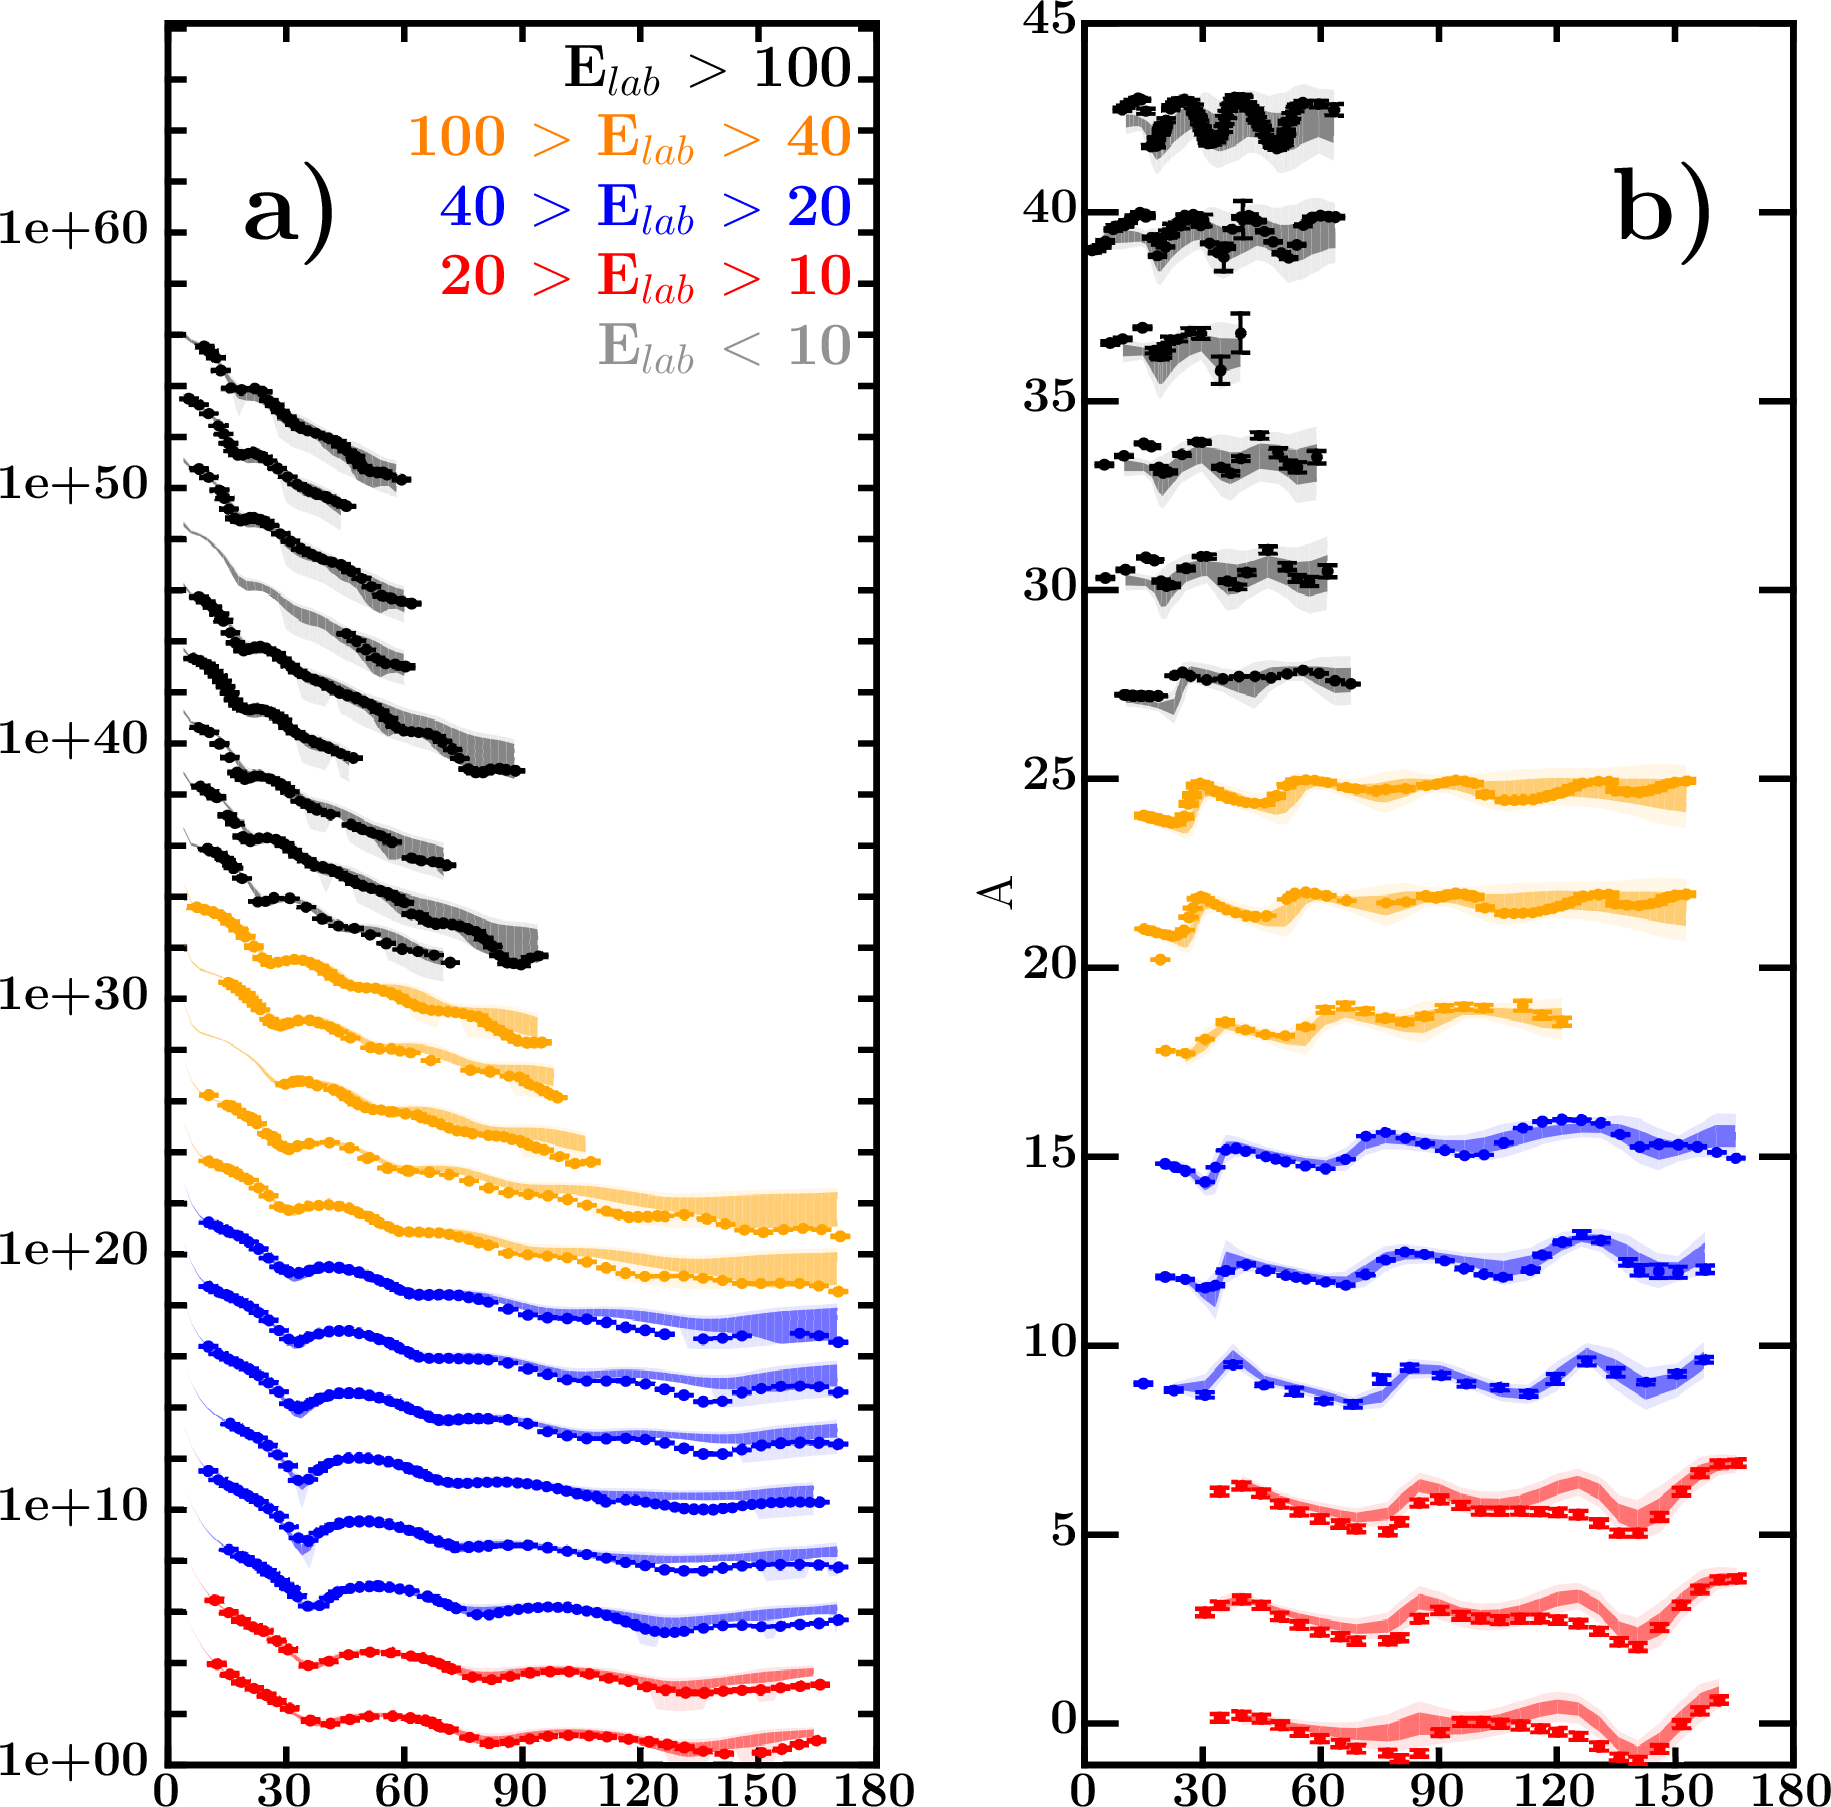 a)
E_lab > 100
100 > E_lab > 40
40 > E_lab > 20
20 > E_lab > 10
E_lab < 10
1e+60
1e+50
1e+40
1e+30
1e+20
1e+10
1e+00
0 30 60 90 120 150 180
b)
A
45
40
35
30
25
20
15
10
5
0
0 30 60 90 120 150 180